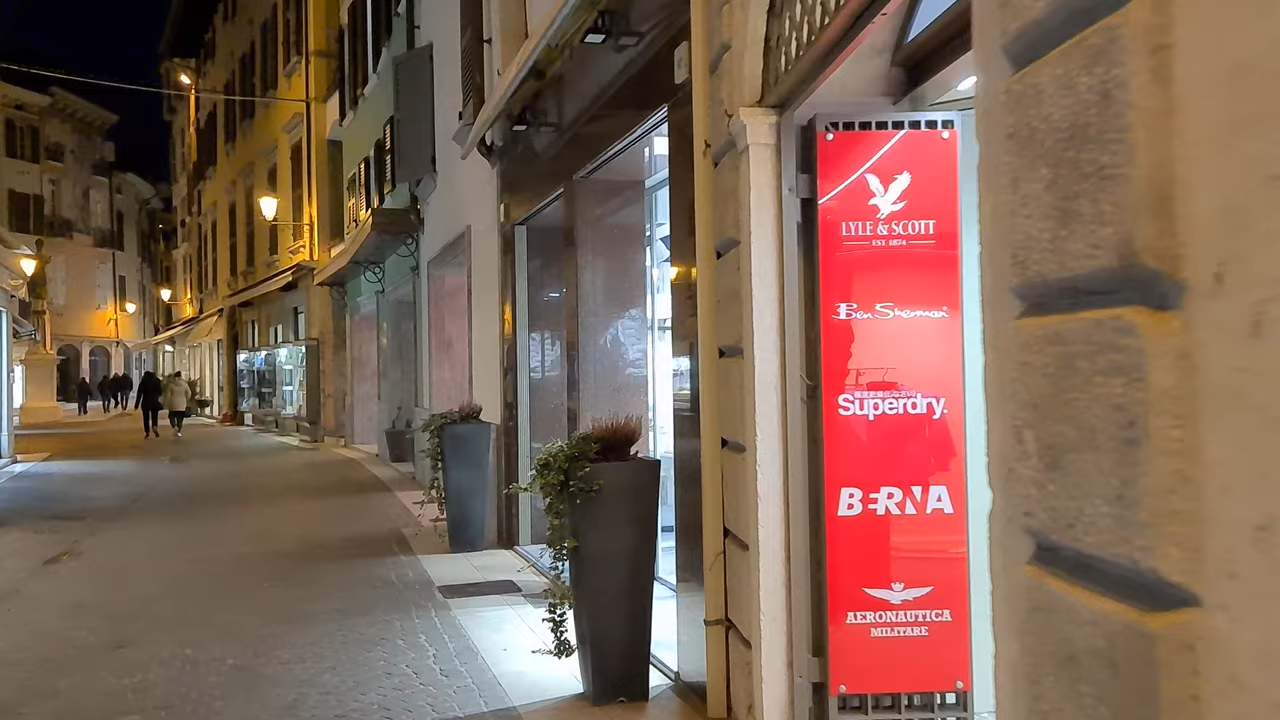 LYLE & SCOTT
EST 1874
Ben Sherman
Superdry.
BERNA
AERONAUTICA
MILITARE